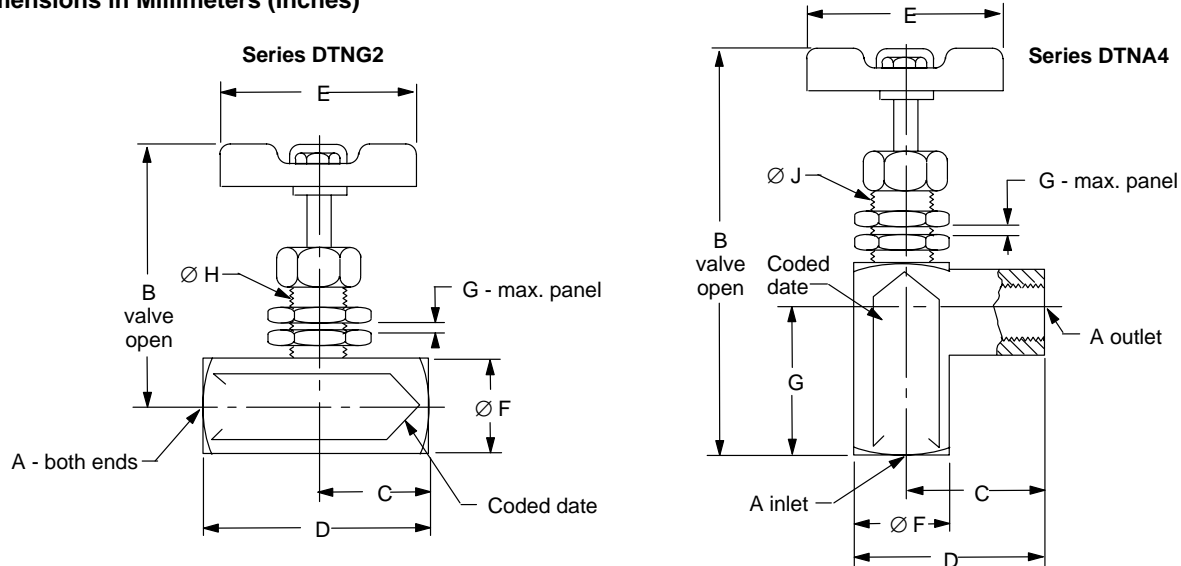 mensions in Millimeters (Inches)
Series DTNG2
E
B
valve
open
∅ H
G - max. panel
∅ F
A - both ends
C
Coded date
D
E
Series DTNA4
∅ J
G - max. panel
B
valve
open
Coded
date
A outlet
G
A inlet
C
∅ F
D